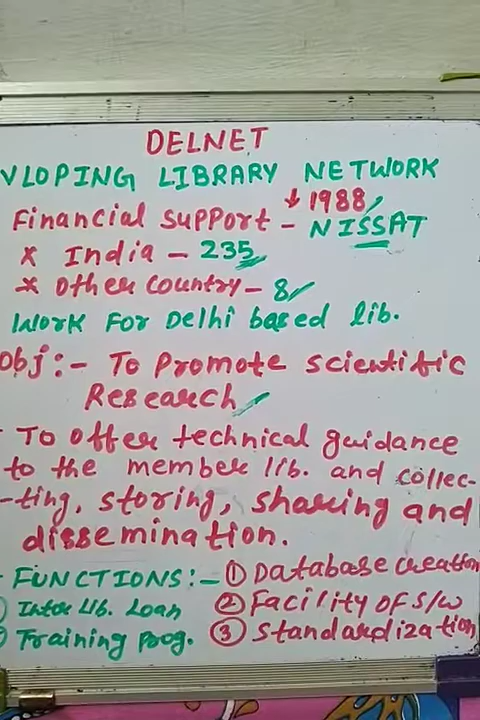 DELNET
VLOPING LIBRARY NETWORK
↓ 1988
Financial support - NISSAT
x India - 235
x Other country - 8
Work For Delhi based lib.
Obj :- To Promote scientific
Research
- To offer technical guidance
to the member lib. and collec-
-ting, storing, sharing and
dissemination.
- FUNCTIONS:- ① Database creation
Inter lib. Loan ② Facility of S/W
Training prog. ③ Standardization